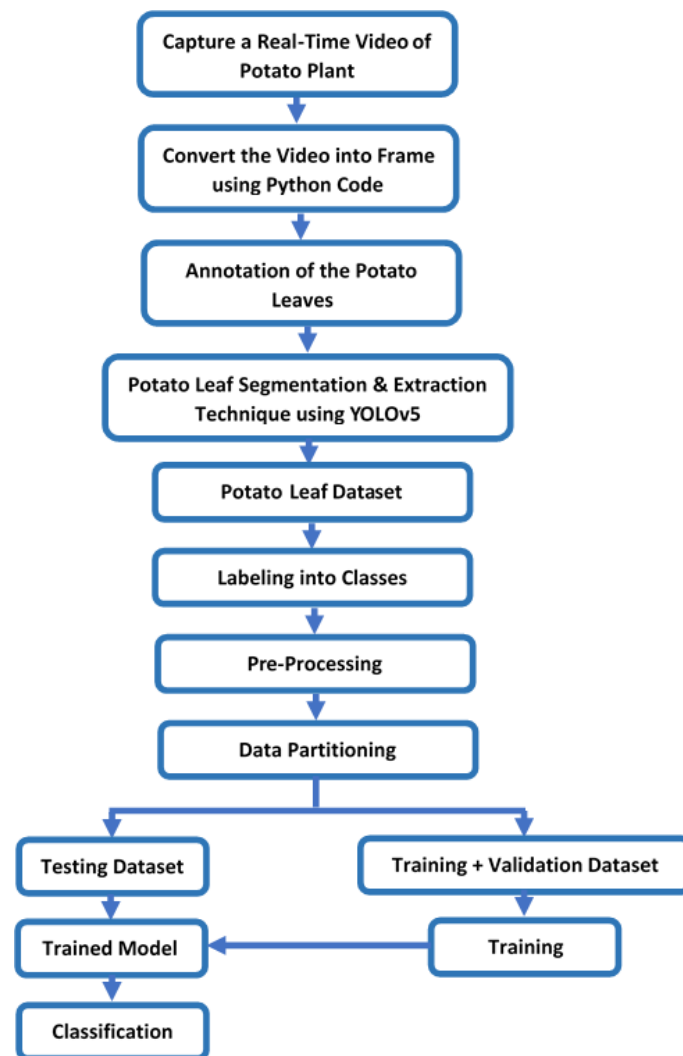 Capture a Real-Time Video of
Potato Plant
Convert the Video into Frame
using Python Code
Annotation of the Potato
Leaves
Potato Leaf Segmentation & Extraction
Technique using YOLOv5
Potato Leaf Dataset
Labeling into Classes
Pre-Processing
Data Partitioning
Testing Dataset
Training + Validation Dataset
Trained Model
Training
Classification